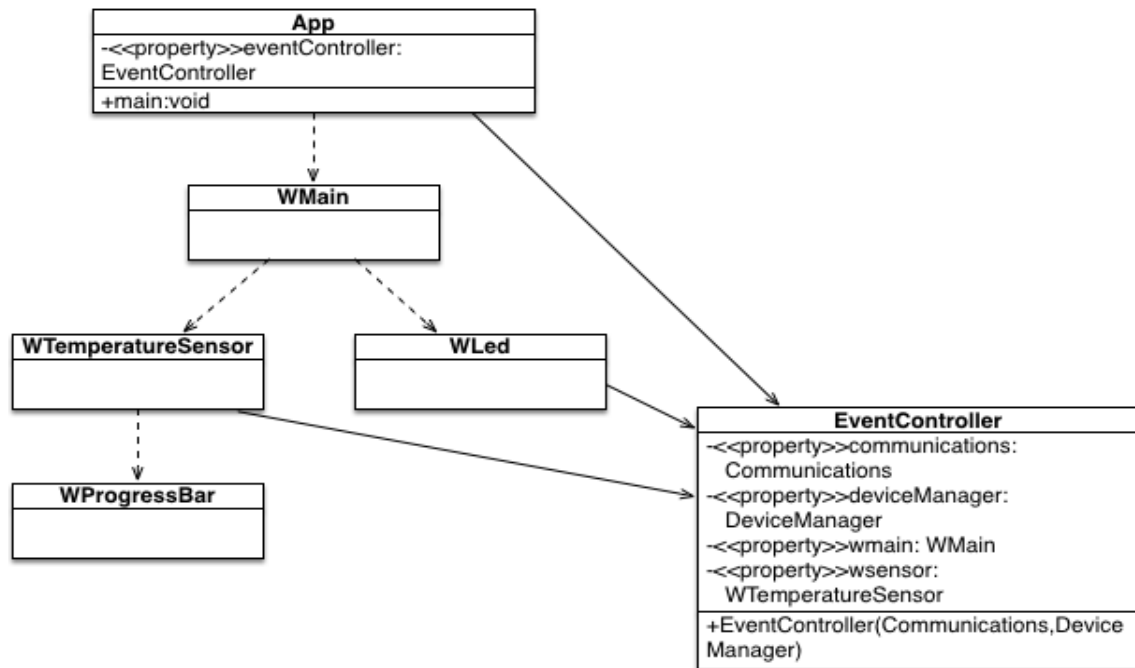 App
-<<property>>eventController:
EventController
+main:void
WMain
WTemperatureSensor
WLed
WProgressBar
EventController
-<<property>>communications:
Communications
-<<property>>deviceManager:
DeviceManager
-<<property>>wmain: WMain
-<<property>>wsensor:
WTemperatureSensor
+EventController(Communications,Device
Manager)